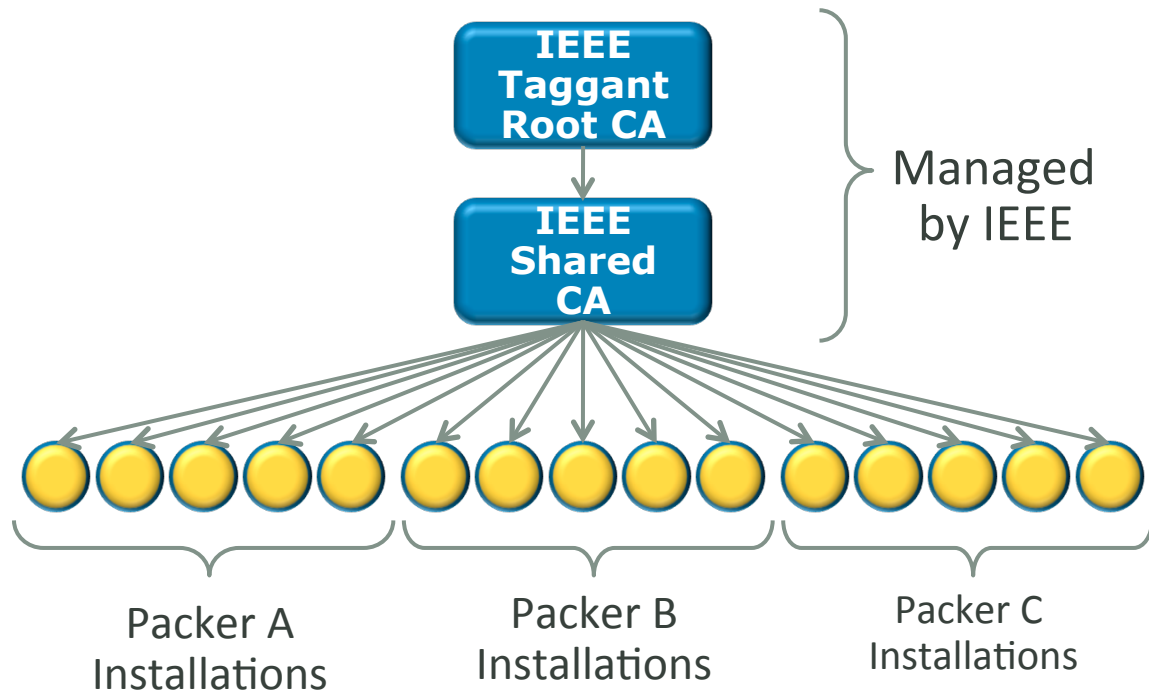 IEEE
Taggant
Root CA
Managed
by IEEE
IEEE
Shared
CA
Packer A
Installations
Packer B
Installations
Packer C
Installations